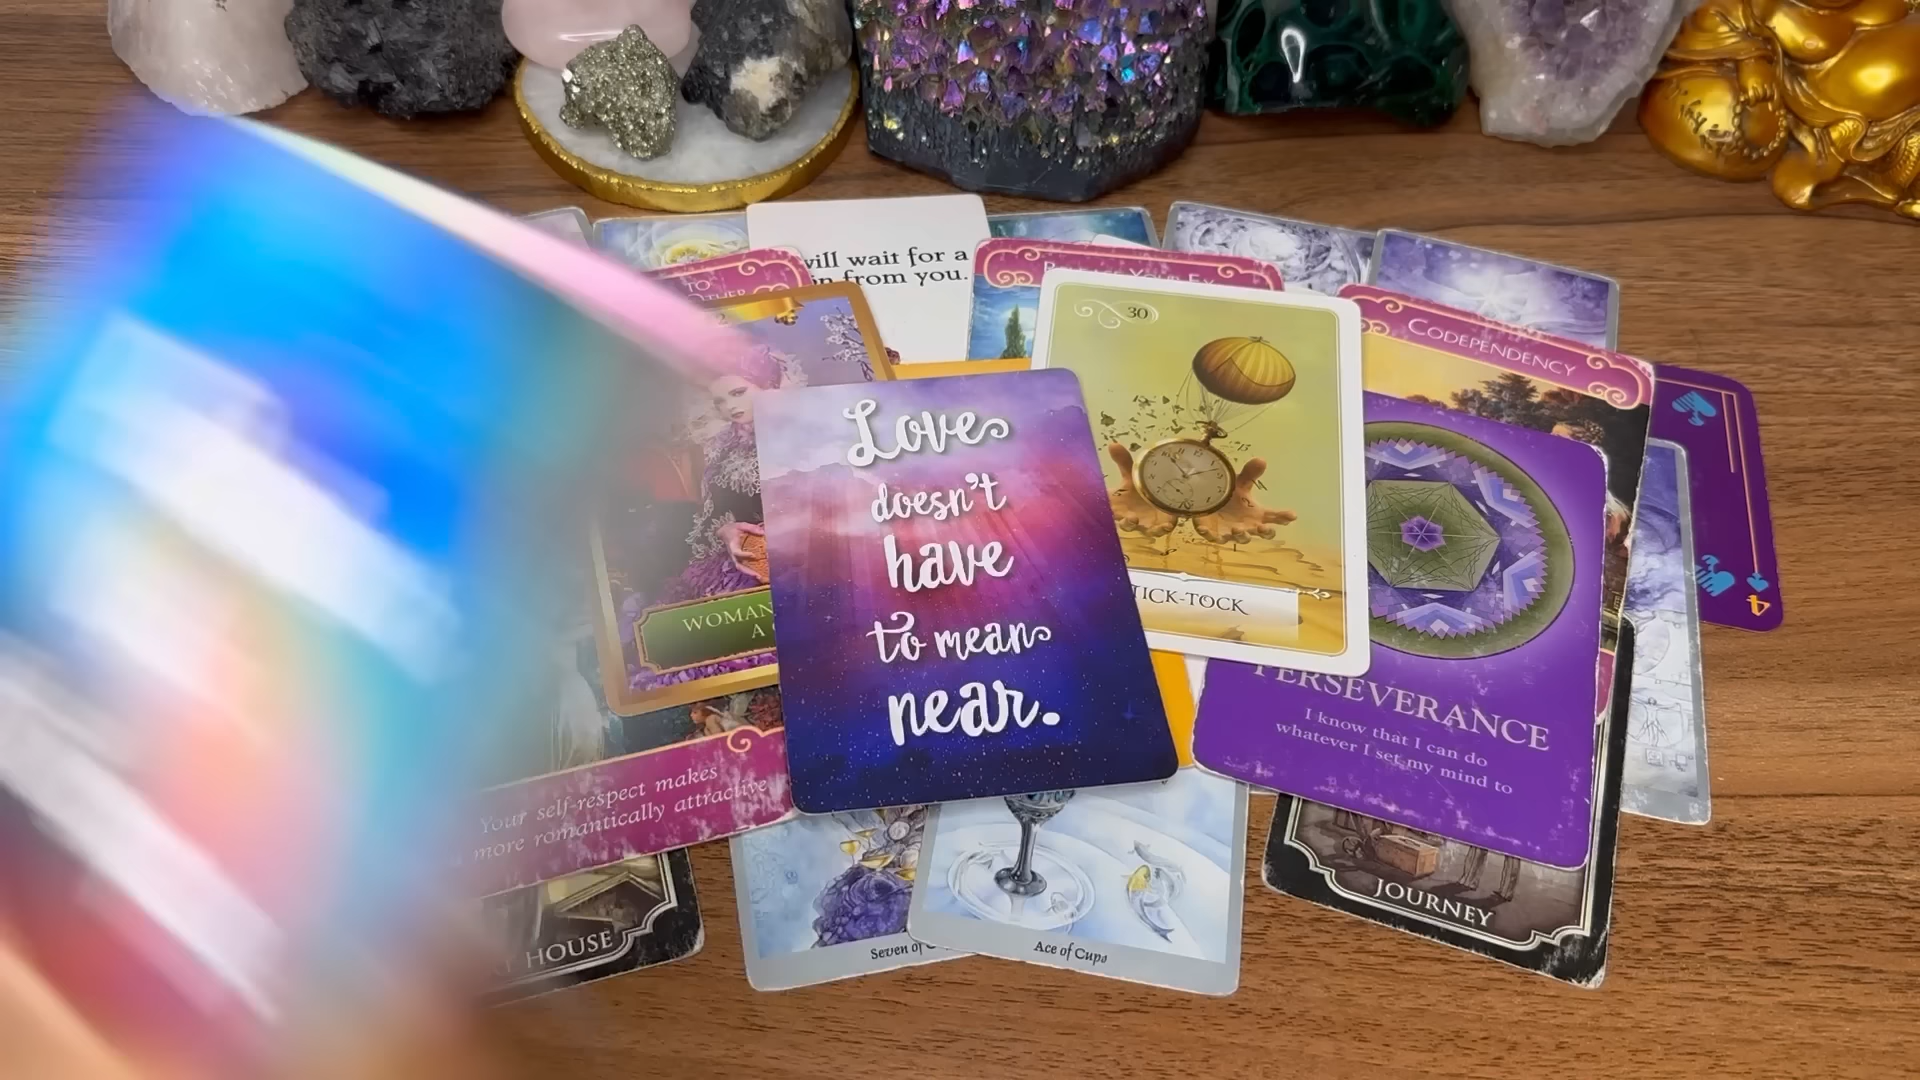 will wait for a
from you.
TO
30
CODEPENDENCY
Love
doesn't
have
to mean
near.
WOMAN
A
TICK-TOCK
4
PERSEVERANCE
I know that I can do
whatever I set my mind to
Your self-respect makes
more romantically attractive
HOUSE
Seven of
Ace of Cups
JOURNEY